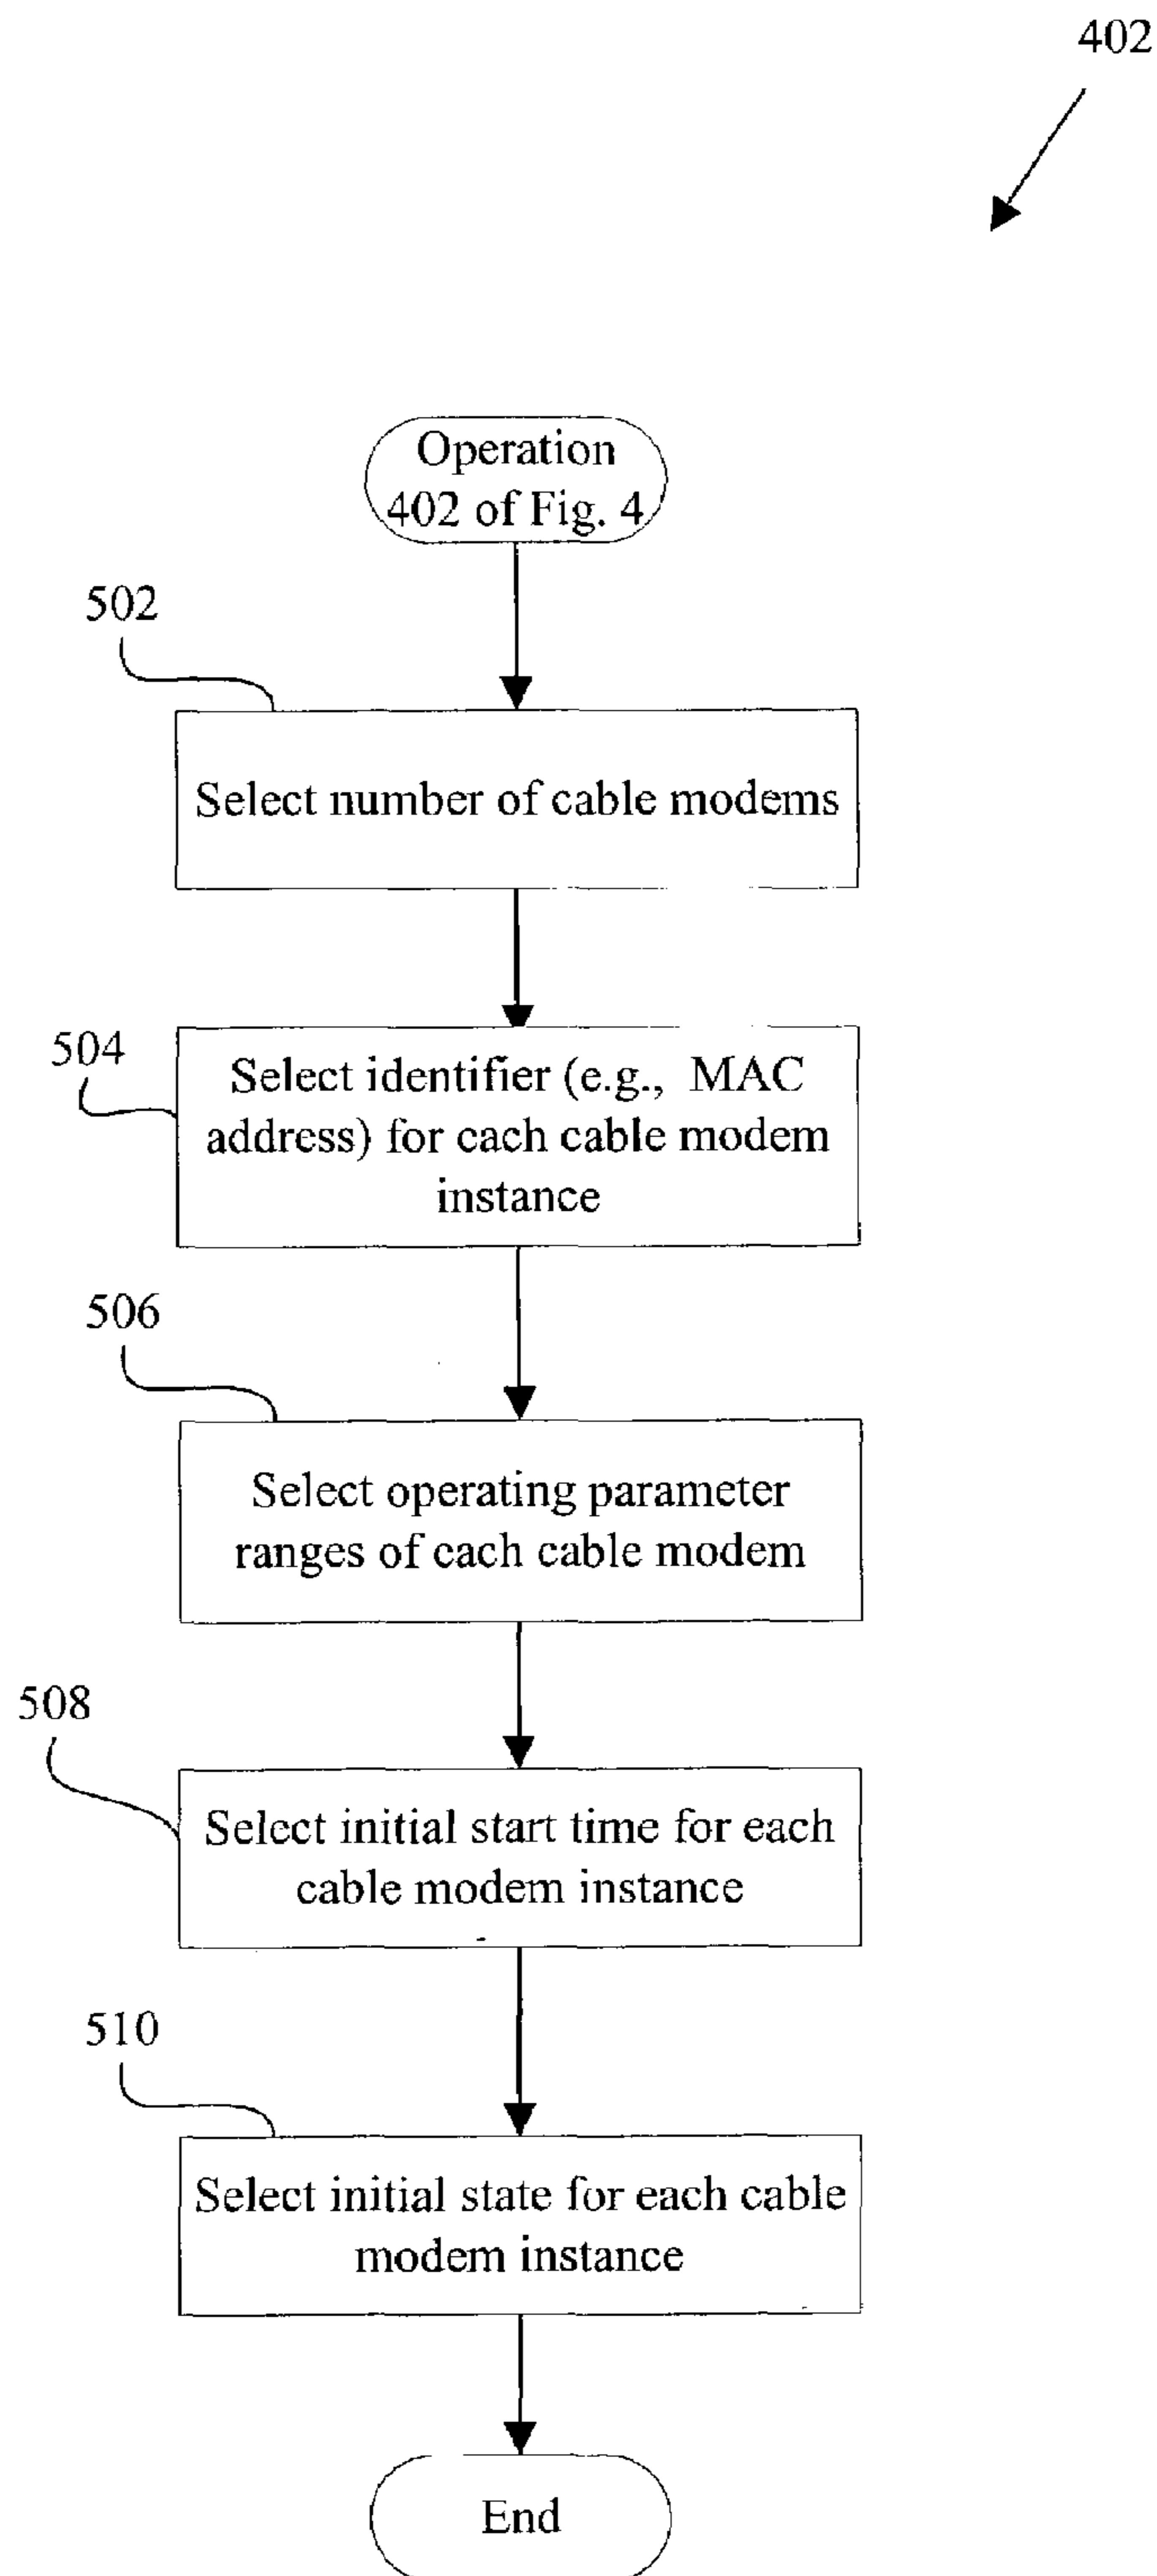 402
Operation
402 of Fig. 4
502
Select number of cable modems
504
Select identifier (e.g., MAC
address) for each cable modem
instance
506
Select operating parameter
ranges of each cable modem
508
Select initial start time for each
cable modem instance
510
Select initial state for each cable
modem instance
End